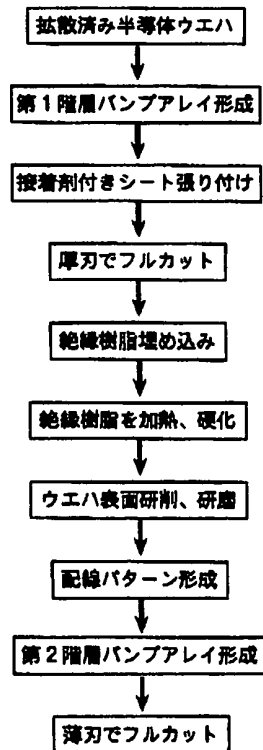 拡散済み半導体ウエハ
第1階層バンプアレイ形成
接着剤付きシート張り付け
厚刃でフルカット
絶縁樹脂埋め込み
絶縁樹脂を加熱、硬化
ウエハ表面研削、研磨
配線パターン形成
第2階層バンプアレイ形成
薄刃でフルカット